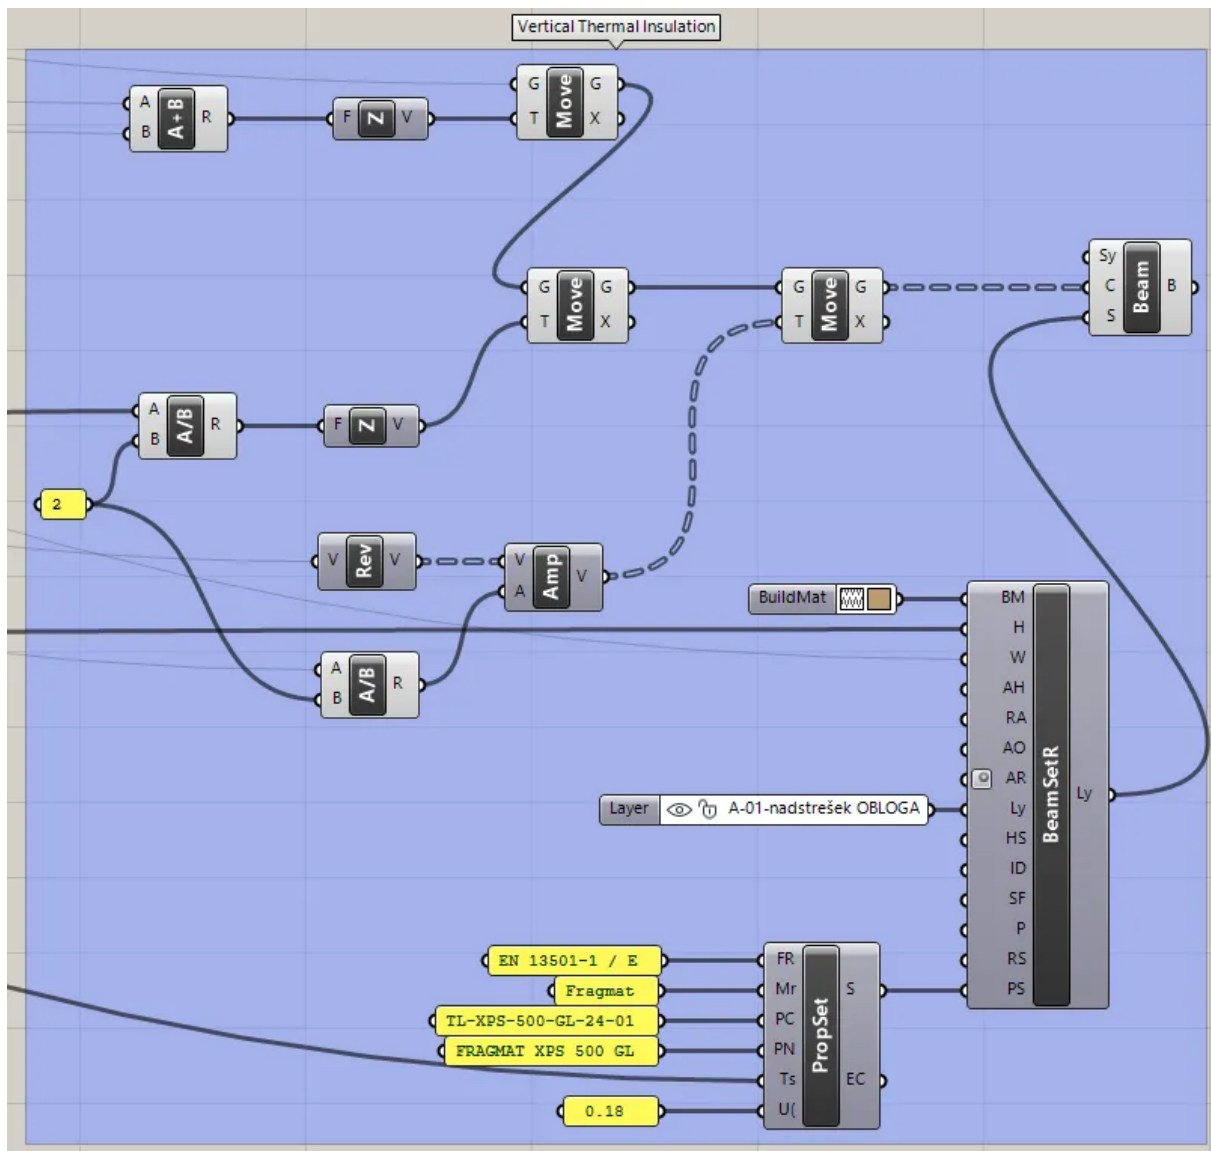 Vertical Thermal Insulation
A B A+B R
F Z V
G T Move G X
G T Move G X
G T Move G X
Sy C S Beam B
A B A/B R
F Z V
2
V Rev V
V A Amp V
A B A/B R
BuildMat
BM
H
W
AH
RA
AO
AR
Ly
HS
ID
SF
P
RS
PS
BeamSetR
Ly
Layer A-01-nadstrešek OBLOGA
EN 13501-1 / E
Fragmat
TL-XPS-500-GL-24-01
FRAGMAT XPS 500 GL
0.18
FR
Mr
PC
PN
Ts
U(
PropSet
S
EC